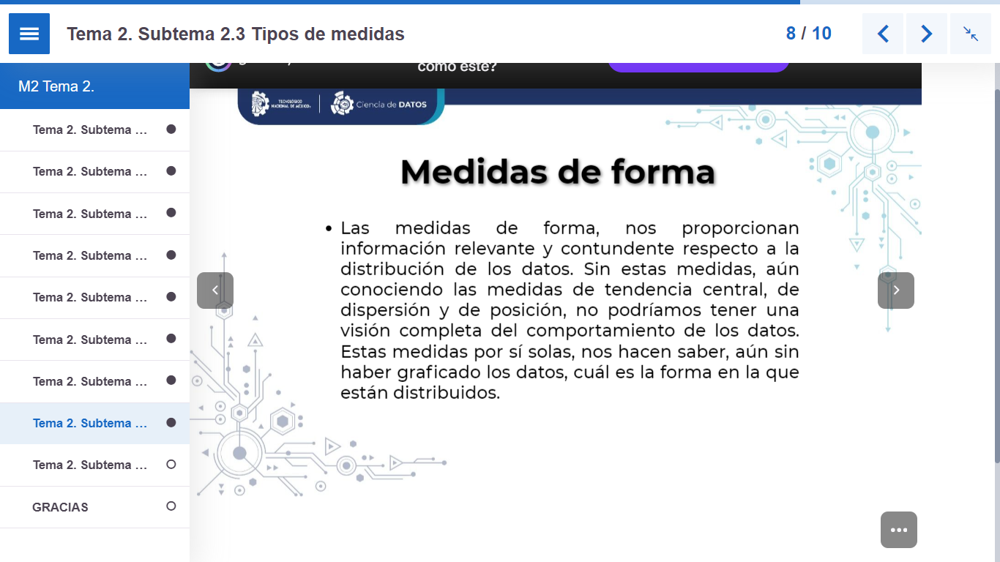 Tema 2. Subtema 2.3 Tipos de medidas
8 / 10
M2 Tema 2.
Tema 2. Subtema ...
Tema 2. Subtema ...
Tema 2. Subtema ...
Tema 2. Subtema ...
Tema 2. Subtema ...
Tema 2. Subtema ...
Tema 2. Subtema ...
Tema 2. Subtema ...
Tema 2. Subtema ...
GRACIAS
como este?
TECNOLÓGICO
NACIONAL DE MÉXICO
Ciencia de DATOS
Medidas de forma
• Las medidas de forma, nos proporcionan
información relevante y contundente respecto a la
distribución de los datos. Sin estas medidas, aún
conociendo las medidas de tendencia central, de
dispersión y de posición, no podríamos tener una
visión completa del comportamiento de los datos.
Estas medidas por sí solas, nos hacen saber, aún sin
haber graficado los datos, cuál es la forma en la que
están distribuidos.